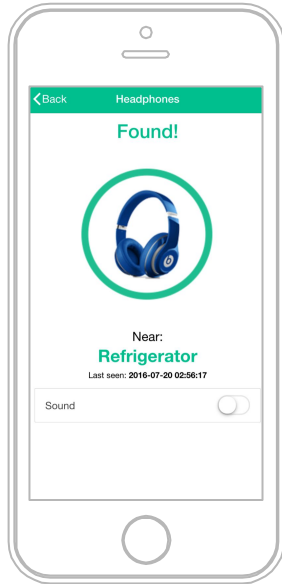 Back
Headphones
Found!
Near:
Refrigerator
Last seen: 2016-07-20 02:56:17
Sound